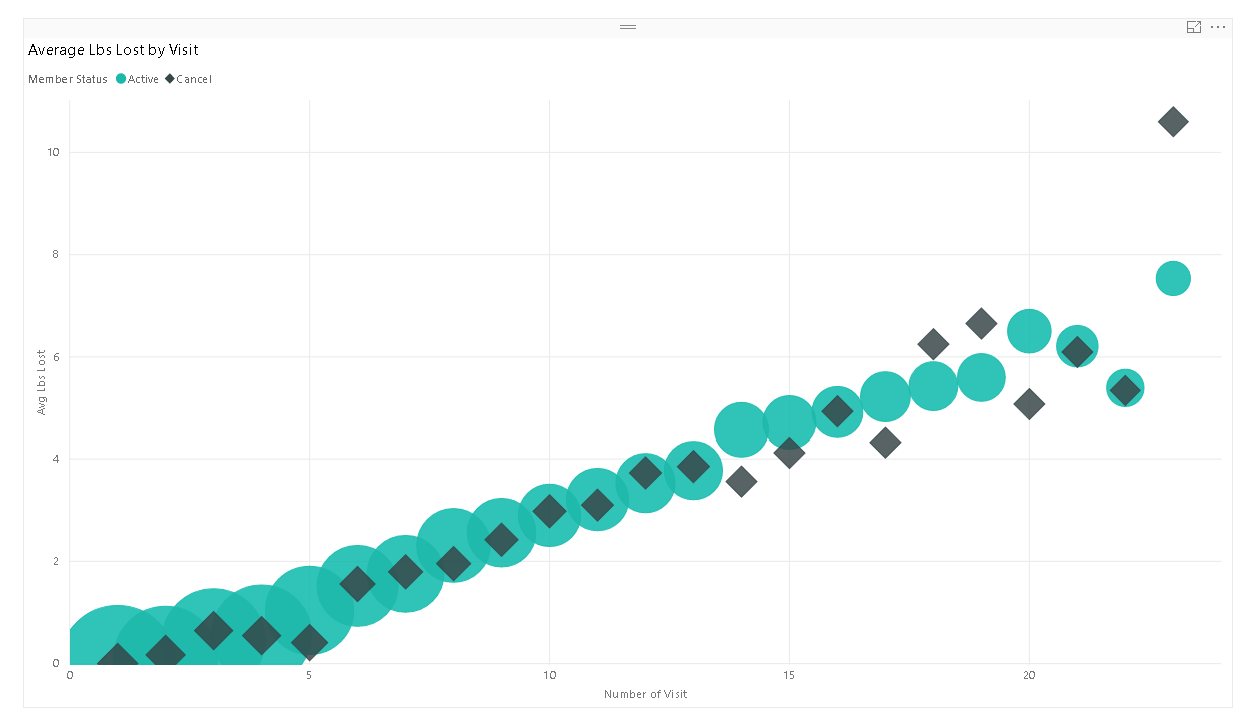 Average Lbs Lost by Visit
Member Status Active Cancel
10
8
6
4
2
0
Avg Lbs Lost
0 5 10 15 20
Number of Visit